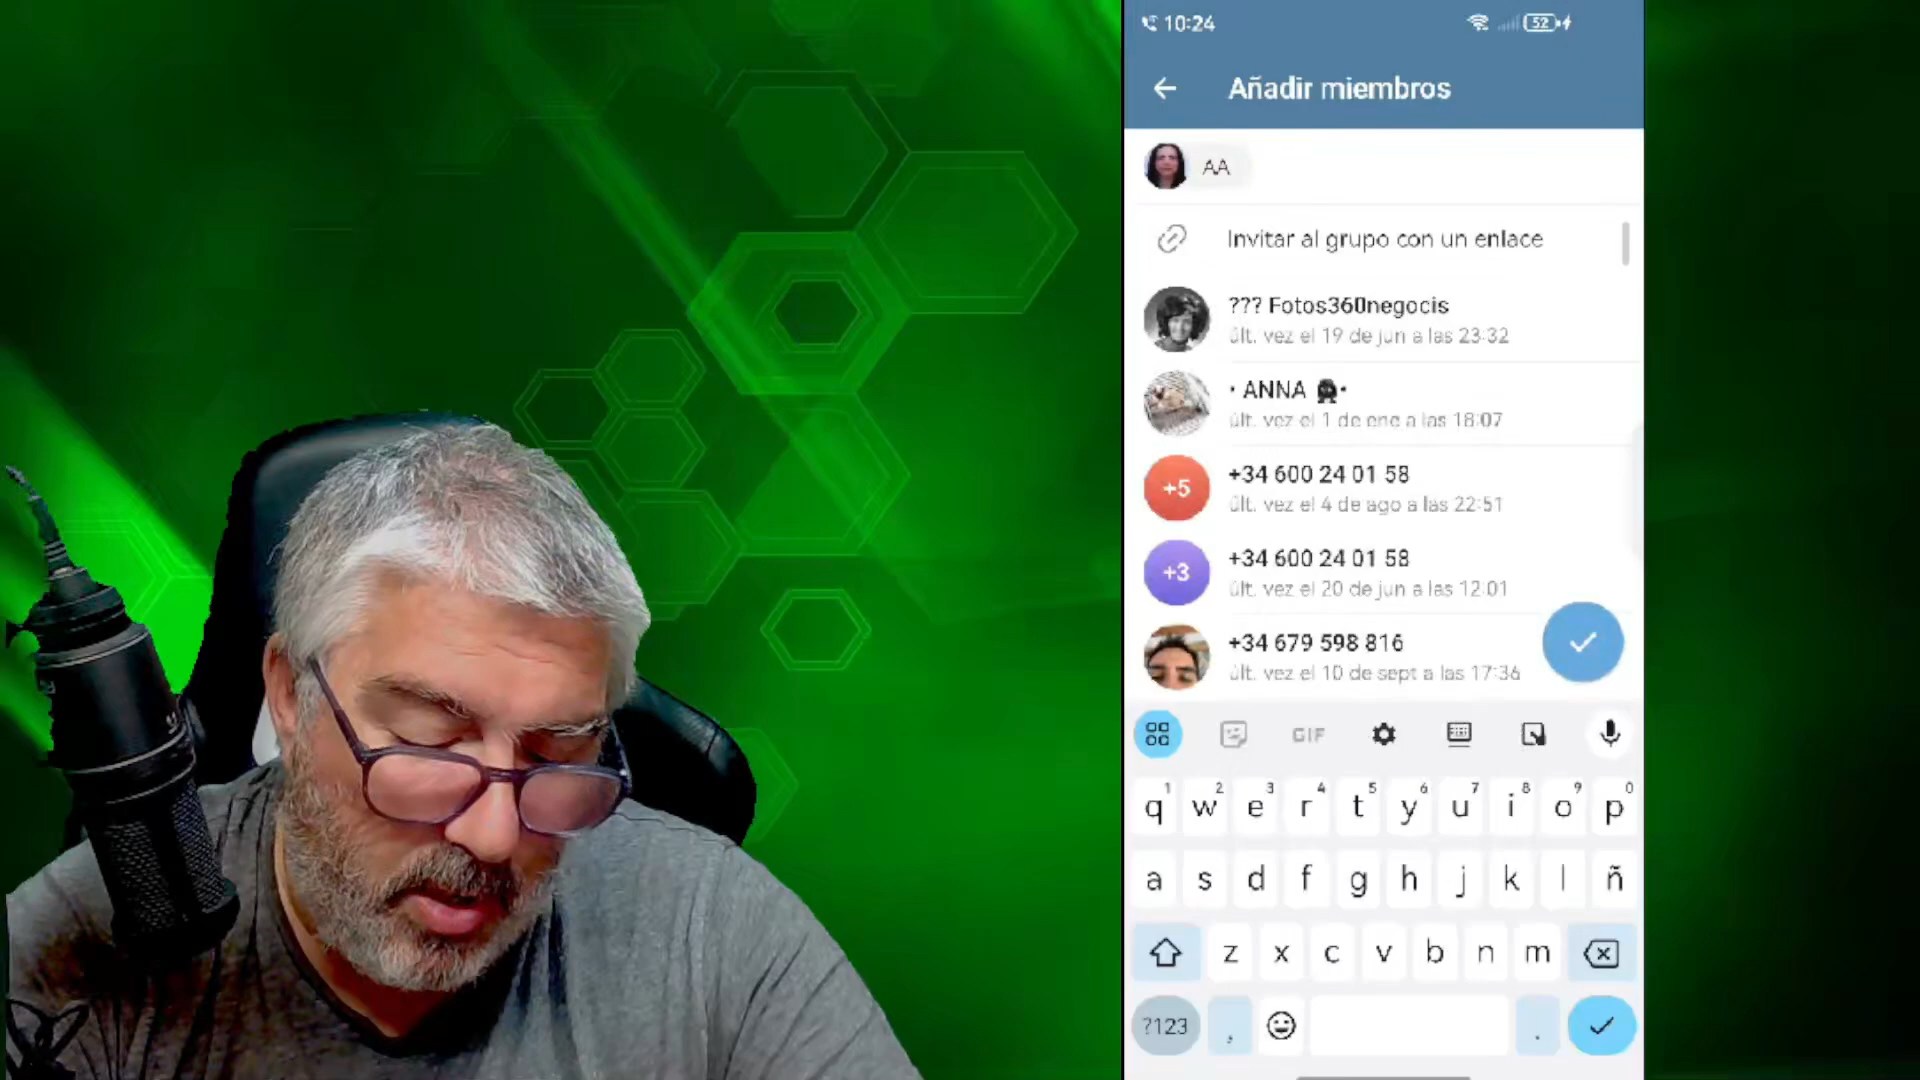 10:24
52
Añadir miembros
AA
Invitar al grupo con un enlace
??? Fotos360negocis
últ. vez el 19 de jun a las 23:32
· ANNA ·
últ. vez el 1 de ene a las 18:07
+5
+34 600 24 01 58
últ. vez el 4 de ago a las 22:51
+3
+34 600 24 01 58
últ. vez el 20 de jun a las 12:01
+34 679 598 816
últ. vez el 10 de sept a las 17:36
GIF
1 2 3 4 5 6 7 8 9 0
q w e r t y u i o p
a s d f g h j k l ñ
z x c v b n m
?123 , .